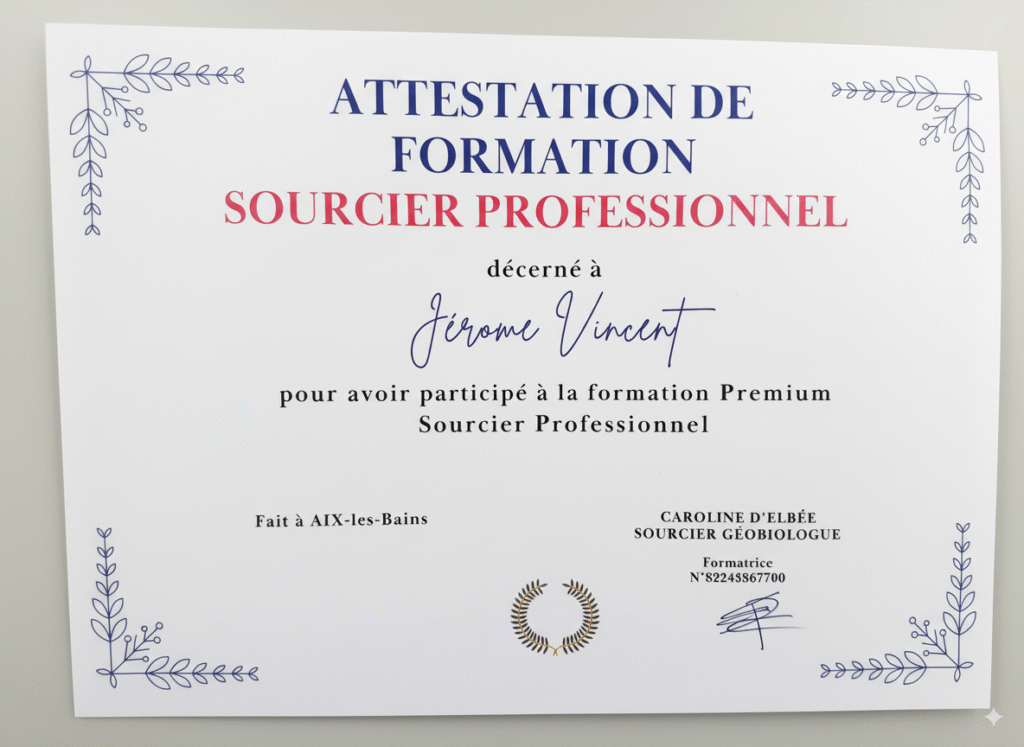 ATTESTATION DE
FORMATION
SOURCIER PROFESSIONNEL
décerné à
Jérome Vincent
pour avoir participé à la formation Premium
Sourcier Professionnel
Fait à AIX-les-Bains
CAROLINE D'ELBÉE
SOURCIER GÉOBIOLOGUE
Formatrice
N°82245867700